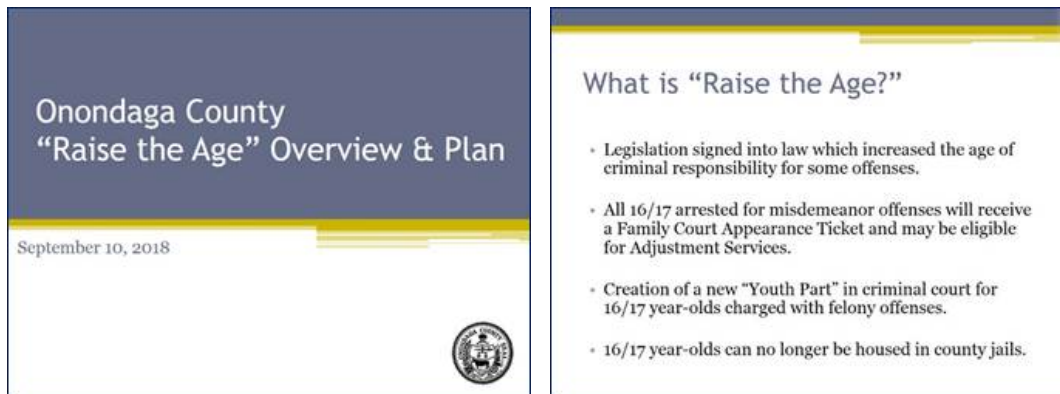 Onondaga County
“Raise the Age” Overview & Plan
September 10, 2018
What is “Raise the Age?”
• Legislation signed into law which increased the age of
criminal responsibility for some offenses.
• All 16/17 arrested for misdemeanor offenses will receive
a Family Court Appearance Ticket and may be eligible
for Adjustment Services.
• Creation of a new “Youth Part” in criminal court for
16/17 year-olds charged with felony offenses.
• 16/17 year-olds can no longer be housed in county jails.